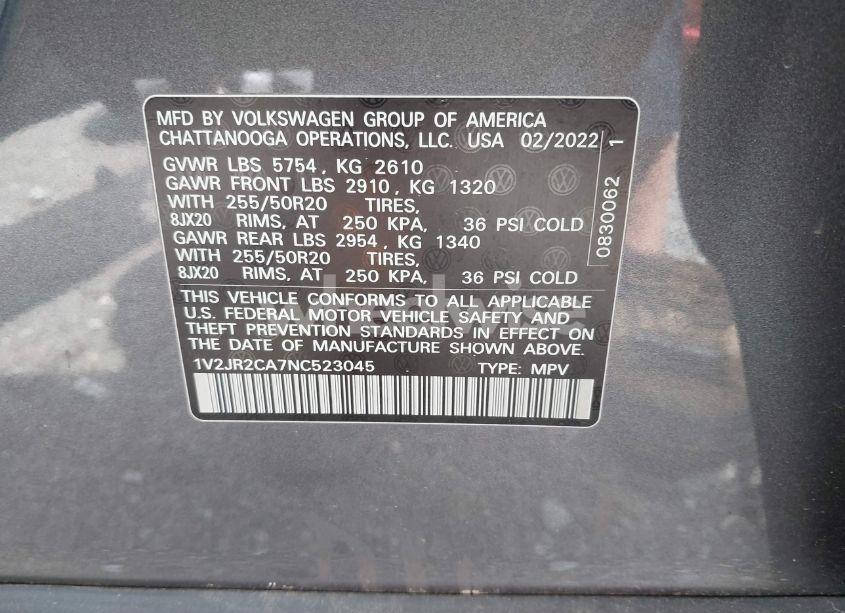 MFD BY VOLKSWAGEN GROUP OF AMERICA
CHATTANOOGA OPERATIONS, LLC. USA 02/2022
GVWR LBS 5754, KG 2610
GAWR FRONT LBS 2910, KG 1320
WITH 255/50R20 TIRES,
8JX20 RIMS, AT 250 KPA, 36 PSI COLD
GAWR REAR LBS 2954, KG 1340
WITH 255/50R20 TIRES,
8JX20 RIMS, AT 250 KPA, 36 PSI COLD
THIS VEHICLE CONFORMS TO ALL APPLICABLE
U.S. FEDERAL MOTOR VEHICLE SAFETY AND
THEFT PREVENTION STANDARDS IN EFFECT ON
THE DATE OF MANUFACTURE SHOWN ABOVE.
1V2JR2CA7NC523045 TYPE: MPV
0830062 1